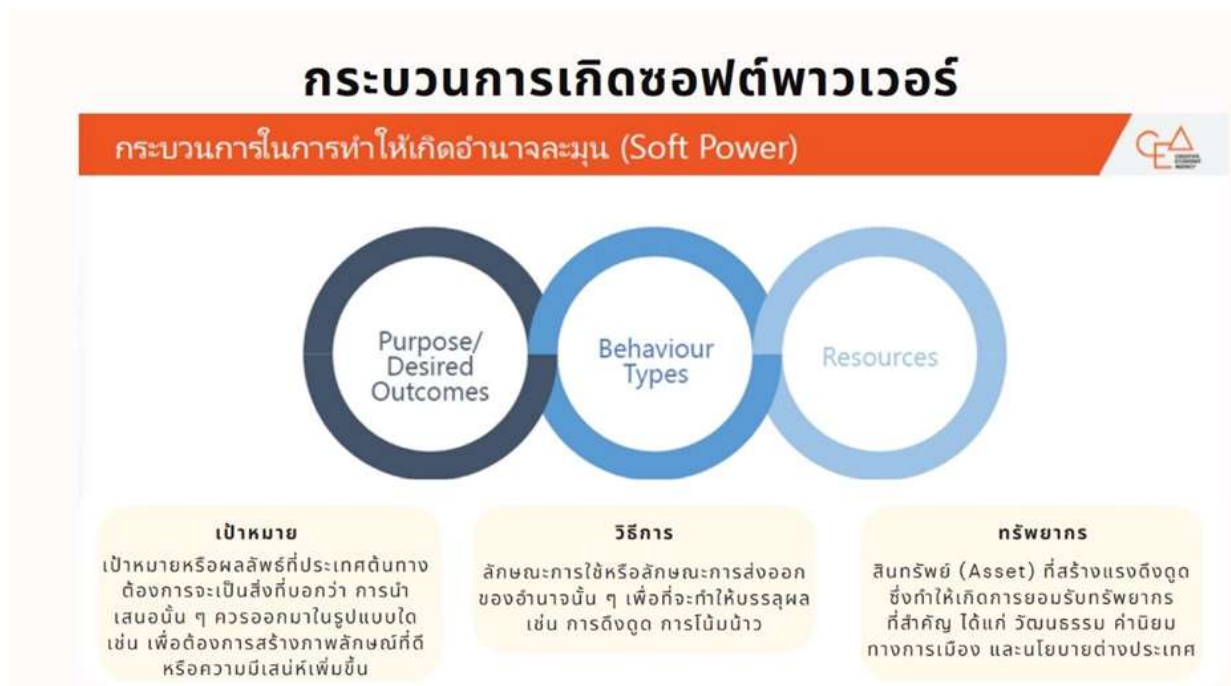 กระบวนการเกิดซอฟต์พาวเวอร์
กระบวนการในการทำให้เกิดอำนาจละมุน (Soft Power)
CEA
CREATIVE
ECONOMY
AGENCY
Purpose/
Desired
Outcomes
Behaviour
Types
Resources
เป้าหมาย
เป้าหมายหรือผลลัพธ์ที่ประเทศต้นทาง
ต้องการจะเป็นสิ่งที่บอกว่า การนำ
เสนอนั้น ๆ ควรออกมาในรูปแบบใด
เช่น เพื่อต้องการสร้างภาพลักษณ์ที่ดี
หรือความมีเสน่ห์เพิ่มขึ้น
วิธีการ
ลักษณะการใช้หรือลักษณะการส่งออก
ของอำนาจนั้น ๆ เพื่อที่จะทำให้บรรลุผล
เช่น การดึงดูด การโน้มน้าว
ทรัพยากร
สินทรัพย์ (Asset) ที่สร้างแรงดึงดูด
ซึ่งทำให้เกิดการยอมรับทรัพยากร
ที่สำคัญ ได้แก่ วัฒนธรรม ค่านิยม
ทางการเมือง และนโยบายต่างประเทศ